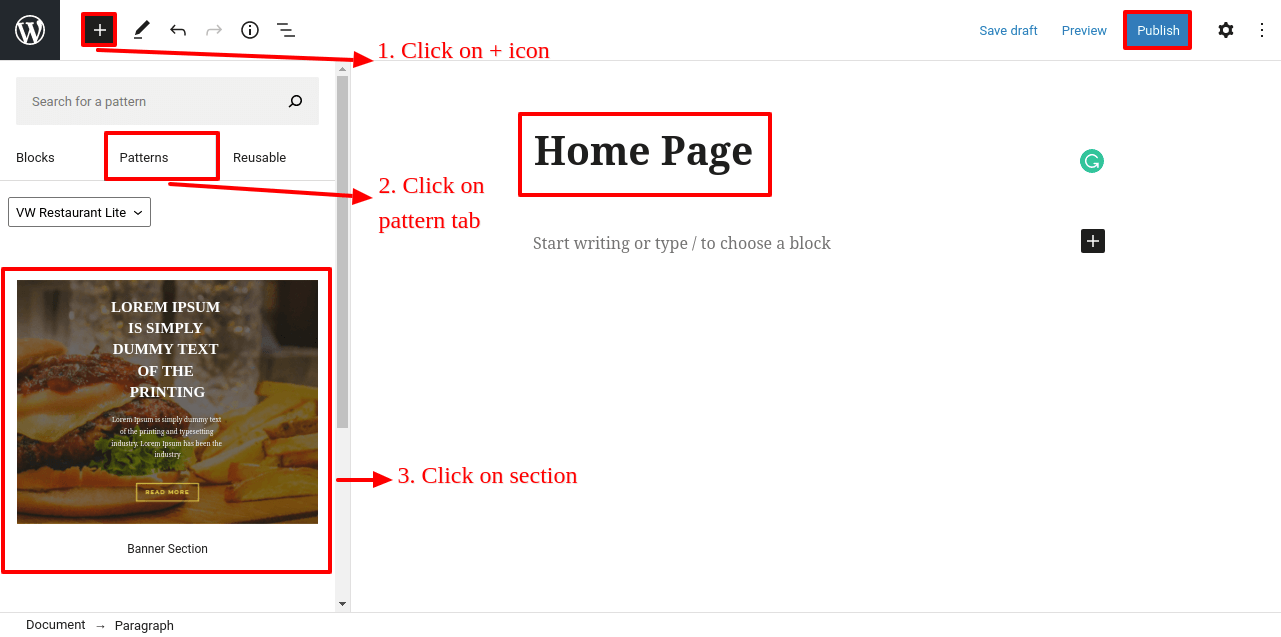 Save draft
Preview
Publish
1. Click on + icon
Search for a pattern
Blocks
Patterns
Reusable
Home Page
2. Click on
pattern tab
VW Restaurant Lite
Start writing or type / to choose a block
LOREM IPSUM
IS SIMPLY
DUMMY TEXT
OF THE
PRINTING
Lorem Ipsum is simply dummy text
of the printing and typesetting
industry. Lorem Ipsum has been the
industry
READ MORE
3. Click on section
Banner Section
Document → Paragraph